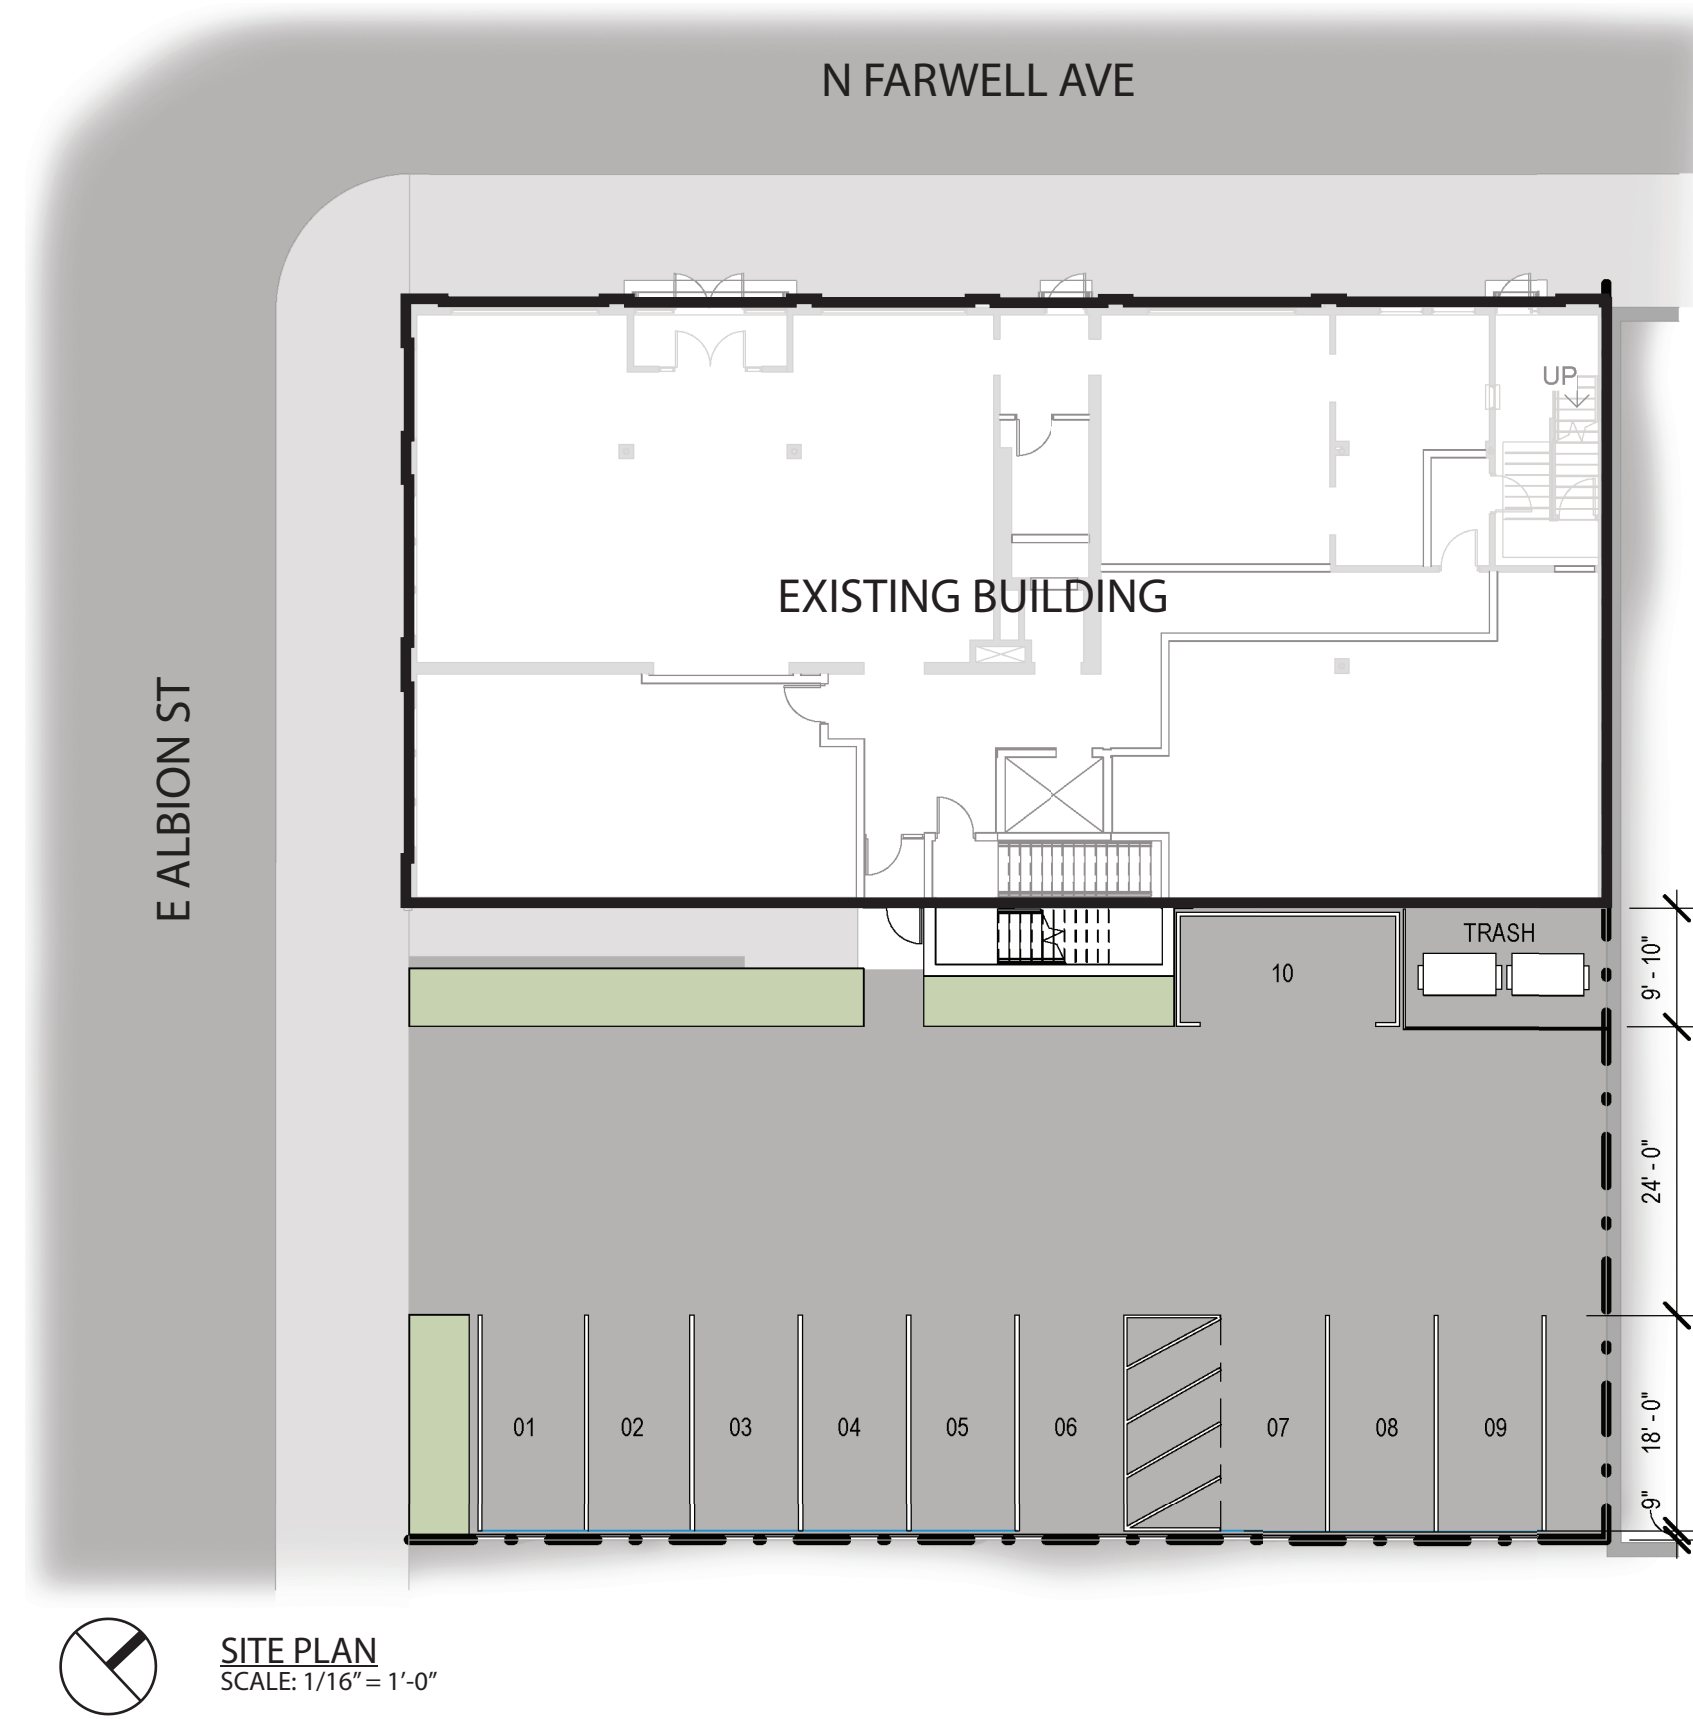 N FARWELL AVE
UP
EXISTING BUILDING
E ALBION ST
TRASH
10
9' - 10"
24' - 0"
01 02 03 04 05 06 07 08 09
18' - 0"
9"
SITE PLAN
SCALE: 1/16” = 1’-0”